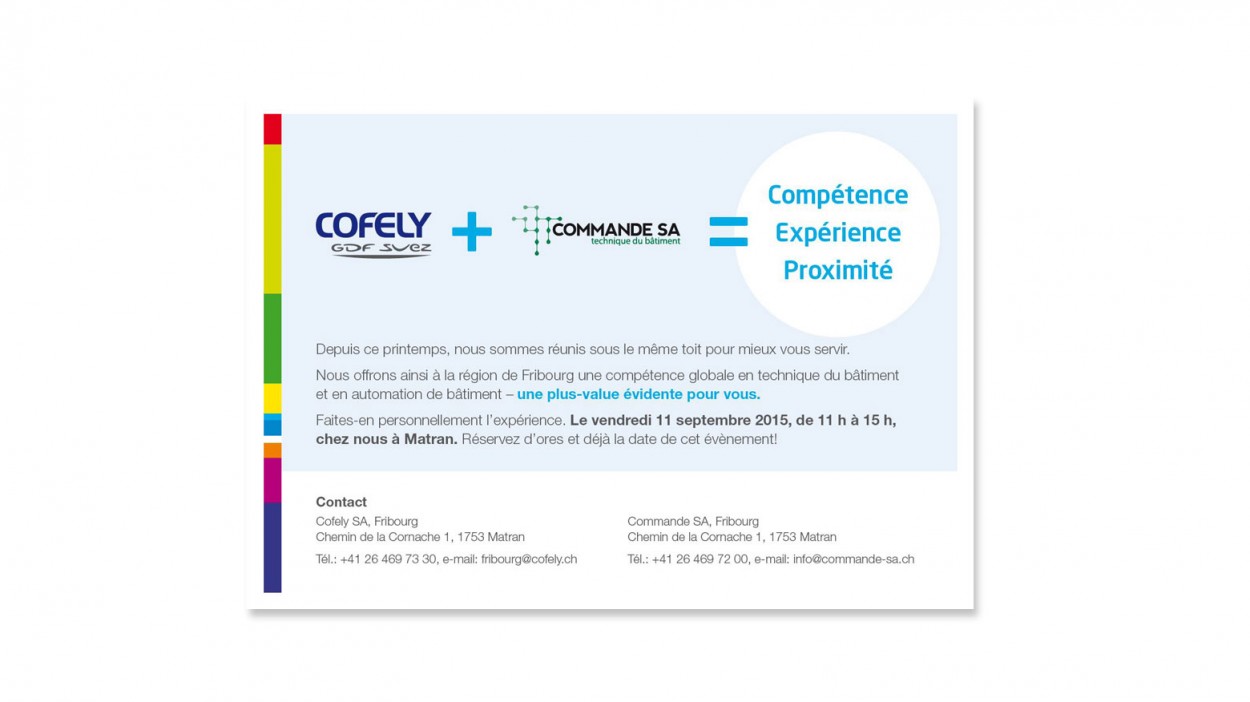 COFELY
GDF SUEZ
+
COMMANDE SA
technique du bâtiment
=
Compétence
Expérience
Proximité
Depuis ce printemps, nous sommes réunis sous le même toit pour mieux vous servir.
Nous offrons ainsi à la région de Fribourg une compétence globale en technique du bâtiment
et en automation de bâtiment – une plus-value évidente pour vous.
Faites-en personnellement l'expérience. Le vendredi 11 septembre 2015, de 11 h à 15 h,
chez nous à Matran. Réservez d'ores et déjà la date de cet évènement!
Contact
Cofely SA, Fribourg
Chemin de la Cornache 1, 1753 Matran
Tél.: +41 26 469 73 30, e-mail: fribourg@cofely.ch
Commande SA, Fribourg
Chemin de la Cornache 1, 1753 Matran
Tél.: +41 26 469 72 00, e-mail: info@commande-sa.ch